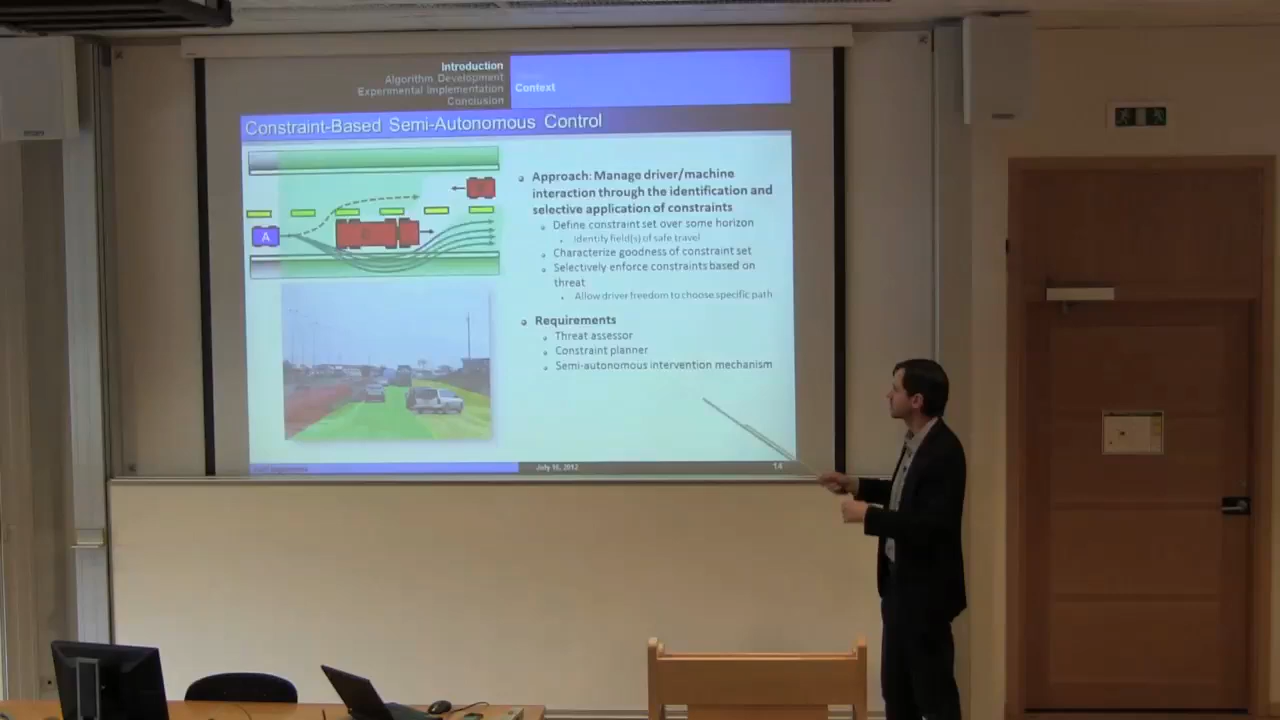 Introduction
Algorithm Development
Experimental Implementation
Conclusion
Context
Constraint-Based Semi-Autonomous Control
A
Approach: Manage driver/machine
interaction through the identification and
selective application of constraints
Define constraint set over some horizon
Identify field(s) of safe travel
Characterize goodness of constraint set
Selectively enforce constraints based on
threat
Allow driver freedom to choose specific path
Requirements
Threat assessor
Constraint planner
Semi-autonomous intervention mechanism
July 16, 2012
14